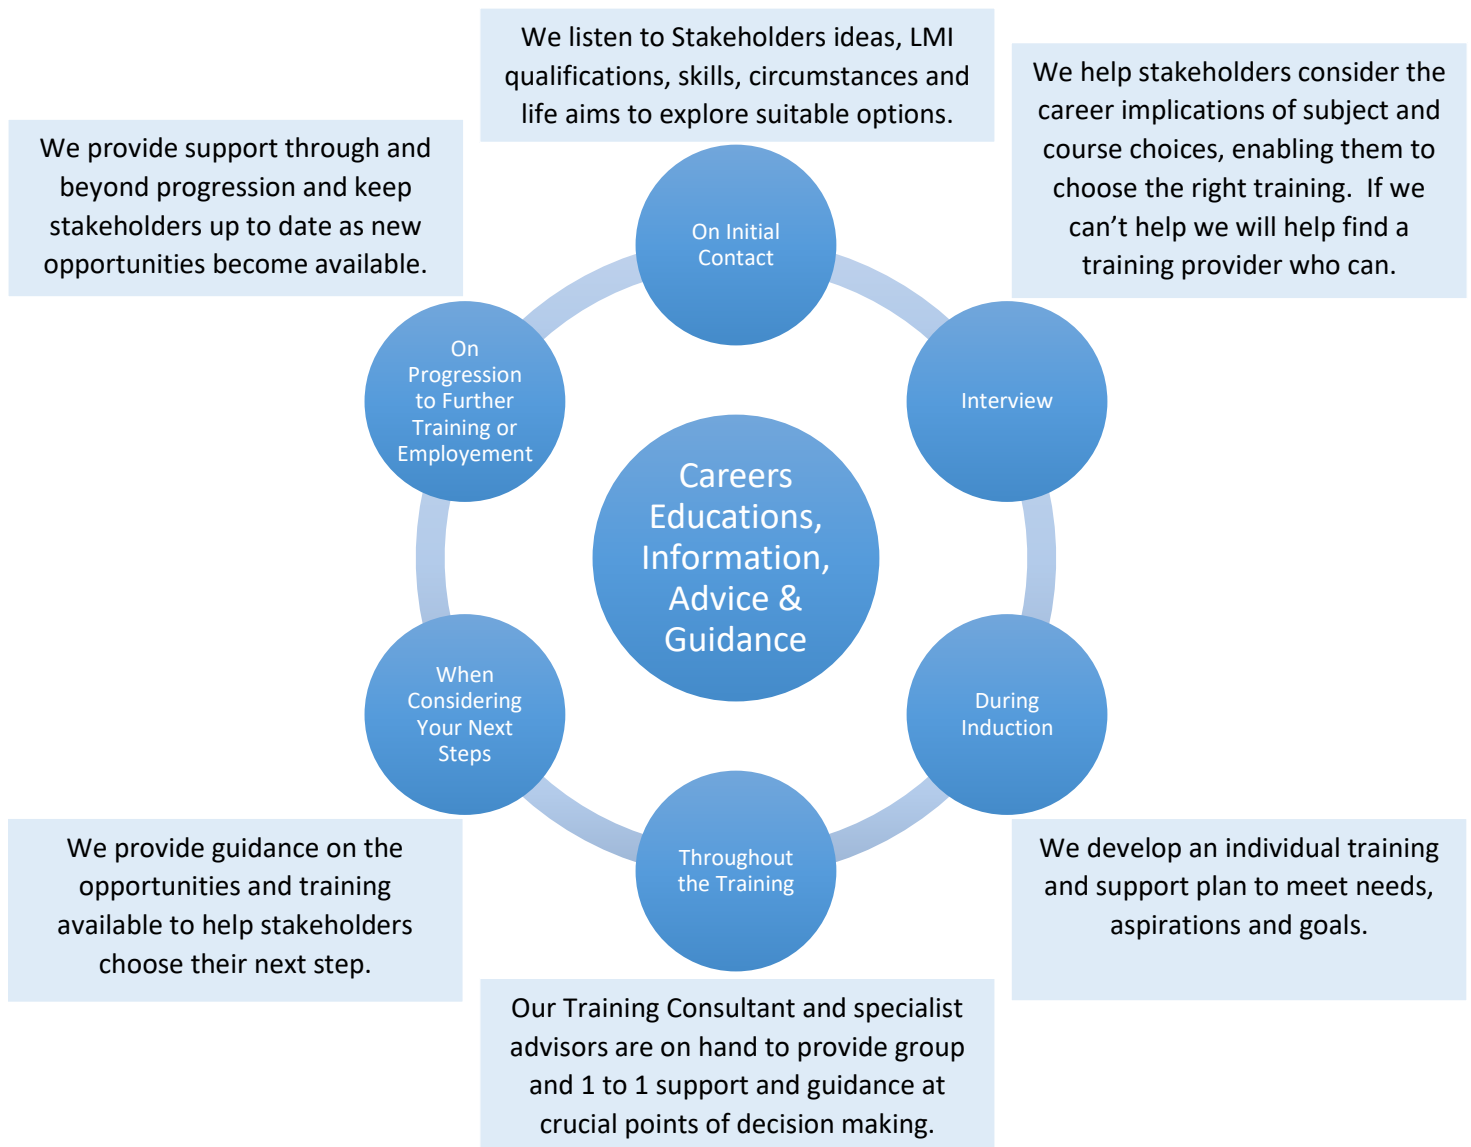 We listen to Stakeholders ideas, LMI
qualifications, skills, circumstances and
life aims to explore suitable options.
We help stakeholders consider the
career implications of subject and
course choices, enabling them to
choose the right training.  If we
can’t help we will help find a
training provider who can.
We provide support through and
beyond progression and keep
stakeholders up to date as new
opportunities become available.
On Initial
Contact
On
Progression
to Further
Training or
Employement
Interview
Careers
Educations,
Information,
Advice &
Guidance
When
Considering
Your Next
Steps
During
Induction
Throughout
the Training
We provide guidance on the
opportunities and training
available to help stakeholders
choose their next step.
We develop an individual training
and support plan to meet needs,
aspirations and goals.
Our Training Consultant and specialist
advisors are on hand to provide group
and 1 to 1 support and guidance at
crucial points of decision making.